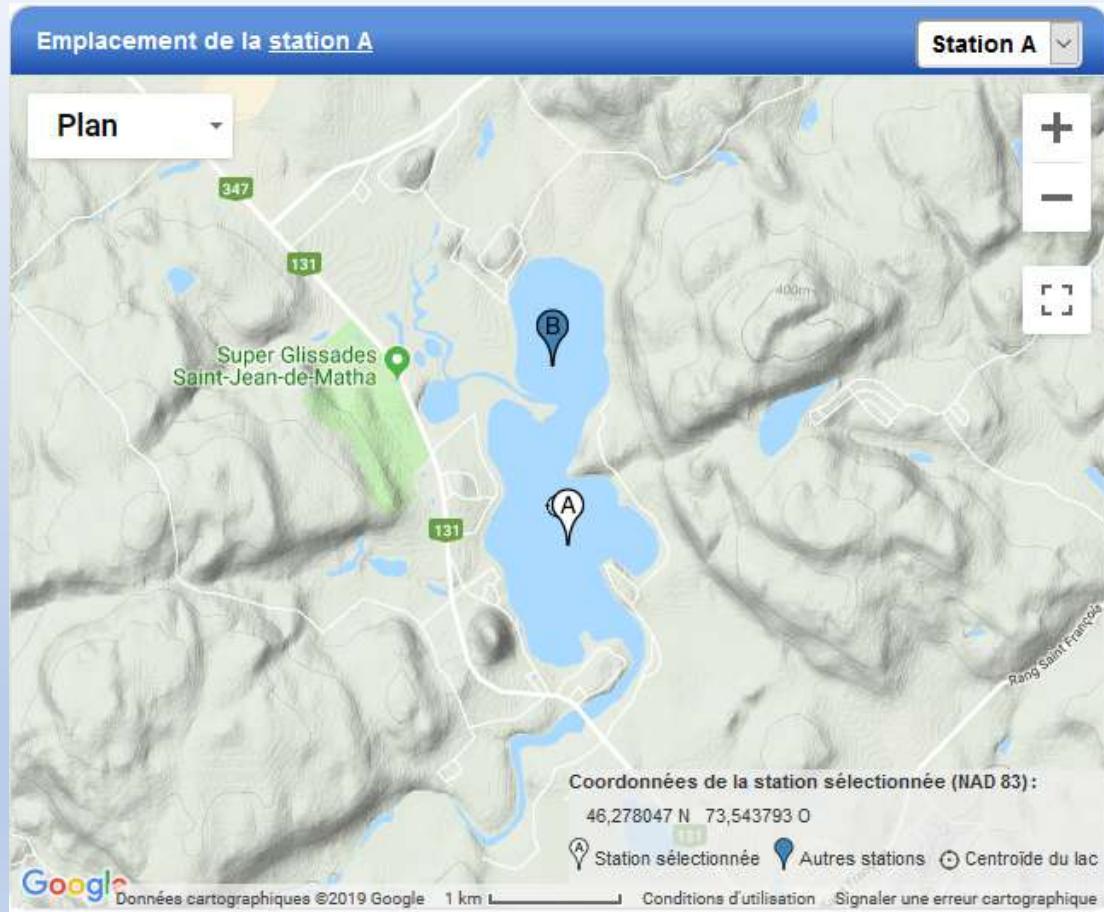 Emplacement de la station A
Station A
Plan
347
131
400m
B
Super Glissades
Saint-Jean-de-Matha
A
131
Rang Saint François
Coordonnées de la station sélectionnée (NAD 83) :
46,278047 N 73,543793 O
131
A Station sélectionnée Autres stations Centroïde du lac
Google Données cartographiques ©2019 Google 1 km Conditions d'utilisation Signaler une erreur cartographique